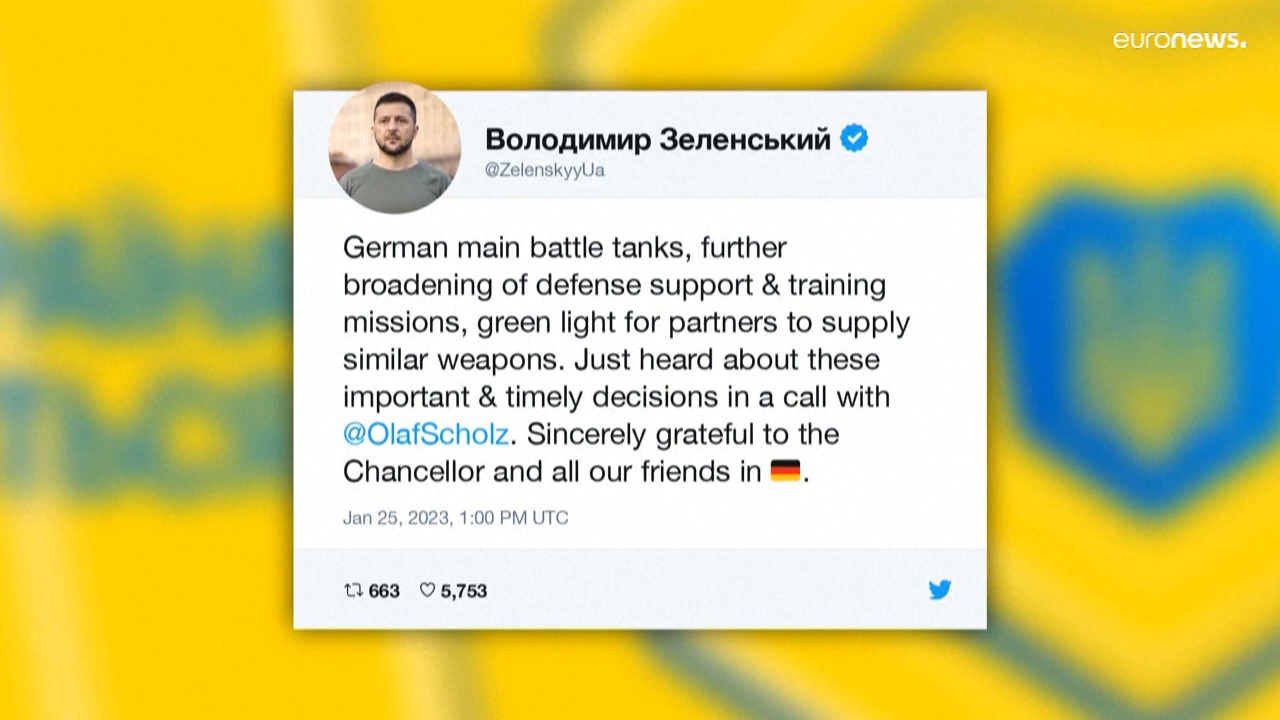 euronews.
Володимир Зеленський
@ZelenskyyUa
German main battle tanks, further
broadening of defense support & training
missions, green light for partners to supply
similar weapons. Just heard about these
important & timely decisions in a call with
@OlafScholz. Sincerely grateful to the
Chancellor and all our friends in 🇩🇪.
Jan 25, 2023, 1:00 PM UTC
663 5,753